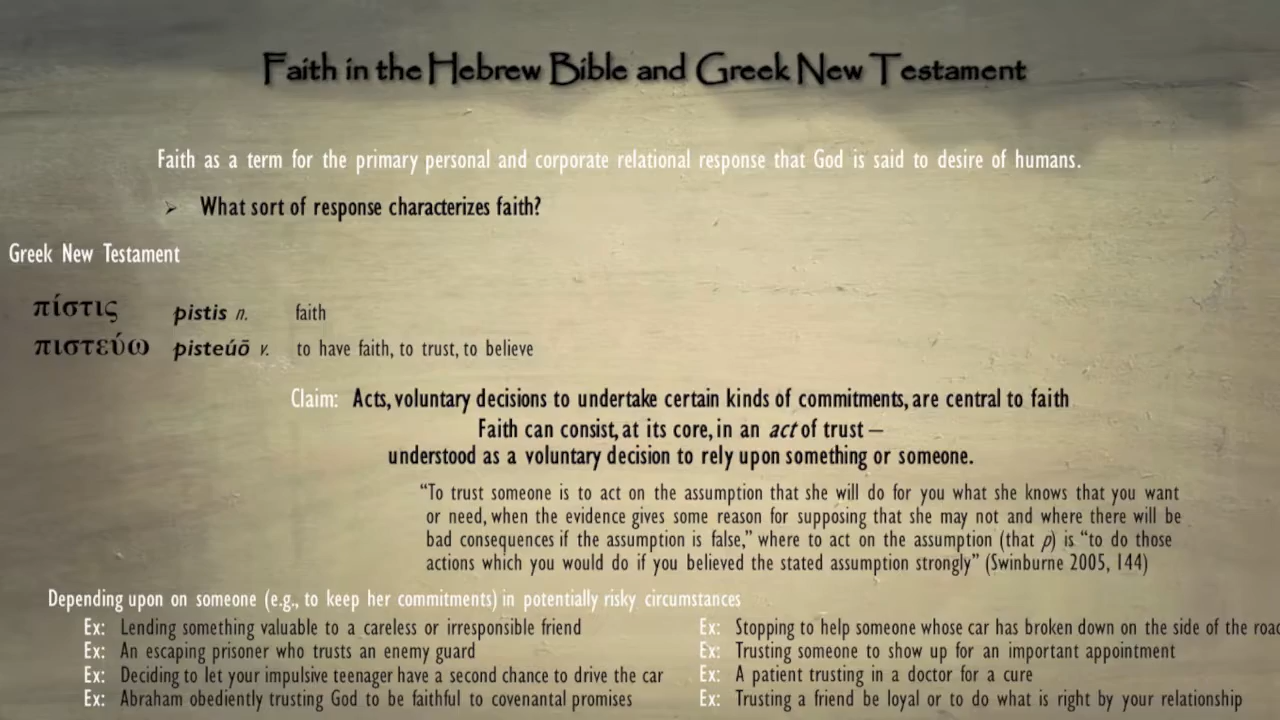 Faith in the Hebrew Bible and Greek New Testament
Faith as a term for the primary personal and corporate relational response that God is said to desire of humans.
➢ What sort of response characterizes faith?
Greek New Testament
πίστις pistis n. faith
πιστεύω pisteúō v. to have faith, to trust, to believe
Claim: Acts, voluntary decisions to undertake certain kinds of commitments, are central to faith
Faith can consist, at its core, in an act of trust –
understood as a voluntary decision to rely upon something or someone.
“To trust someone is to act on the assumption that she will do for you what she knows that you want
or need, when the evidence gives some reason for supposing that she may not and where there will be
bad consequences if the assumption is false,” where to act on the assumption (that p) is “to do those
actions which you would do if you believed the stated assumption strongly” (Swinburne 2005, 144)
Depending upon on someone (e.g., to keep her commitments) in potentially risky circumstances
Ex: Lending something valuable to a careless or irresponsible friend
Ex: An escaping prisoner who trusts an enemy guard
Ex: Deciding to let your impulsive teenager have a second chance to drive the car
Ex: Abraham obediently trusting God to be faithful to covenantal promises
Ex: Stopping to help someone whose car has broken down on the side of the road
Ex: Trusting someone to show up for an important appointment
Ex: A patient trusting in a doctor for a cure
Ex: Trusting a friend be loyal or to do what is right by your relationship